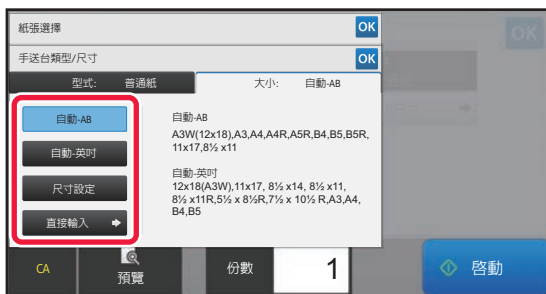 紙張選擇 OK
手送台類型/尺寸 OK
型式: 普通紙 大小: 自動-AB
自動-AB
自動-英吋
尺寸設定
直接輸入
自動-AB
A3W(12x18),A3,A4,A4R,A5R,B4,B5,B5R,
11x17,8½ x11
自動-英吋
12x18(A3W),11x17, 8½ x14, 8½ x11,
8½ x11R,5½ x 8½R,7½ x 10½ R,A3,A4,
B4,B5
CA 預覽 份數 1 啓動
OK